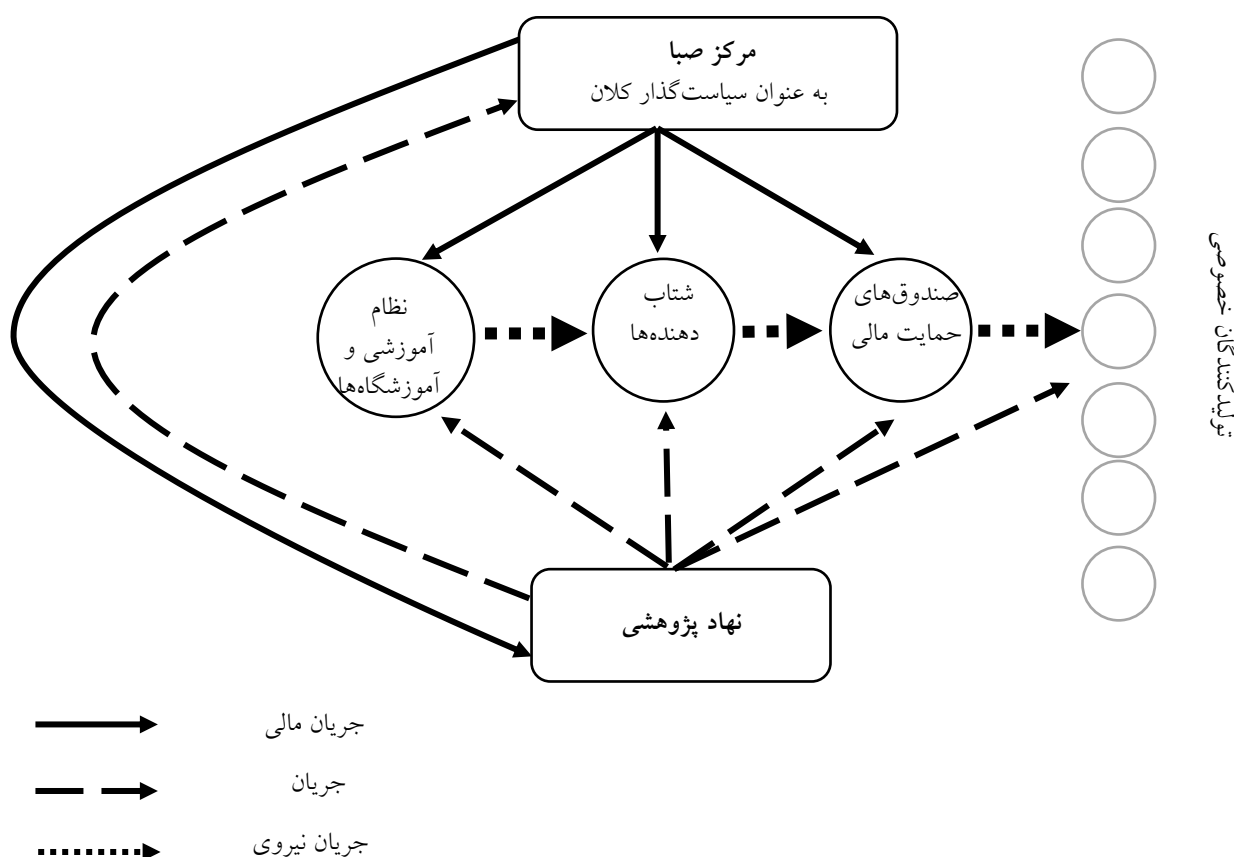 مرکز صبا
به عنوان سیاست‌گذار کلان
صندوق‌های
حمایت مالی
شتاب
دهنده‌ها
نظام
آموزشی و
آموزشگاه‌ها
تولیدکنندگان خصوصی
نهاد پژوهشی
جریان مالی
جریان
جریان نیروی